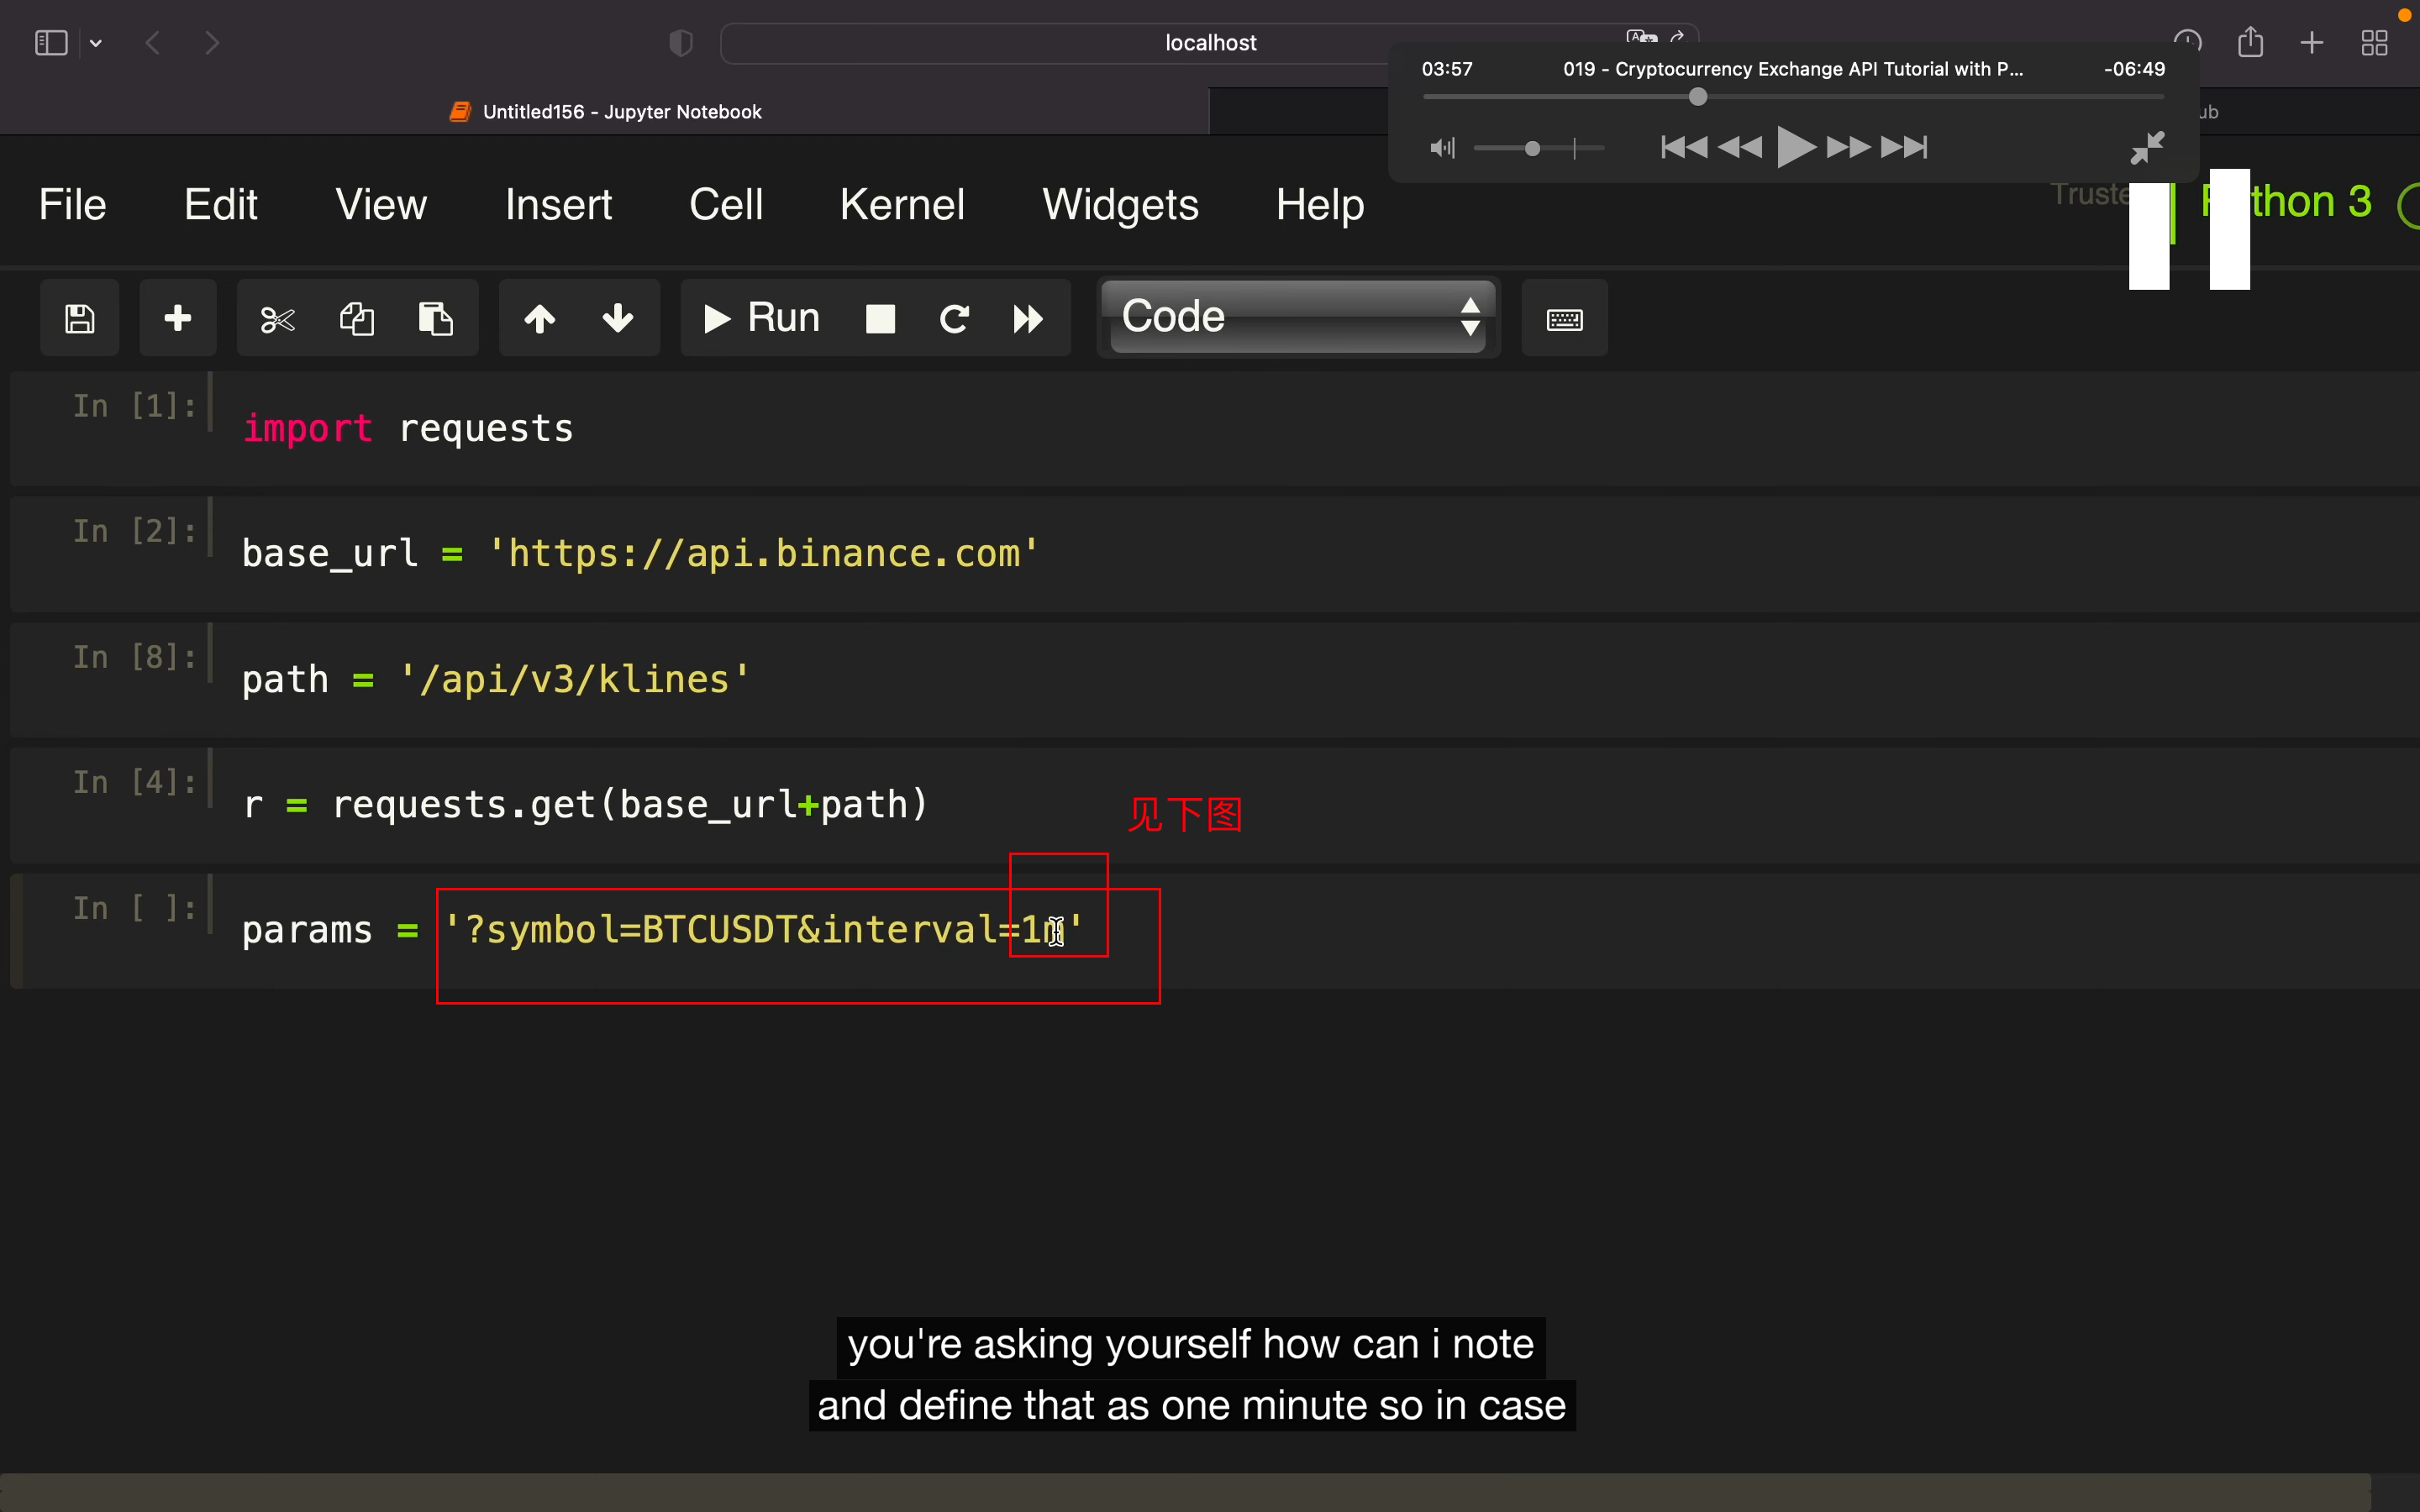 localhost
03:57 019 - Cryptocurrency Exchange API Tutorial with P... -06:49
Untitled156 - Jupyter Notebook
ub
File Edit View Insert Cell Kernel Widgets Help
thon 3
Run Code
In [1]: import requests
In [2]: base_url = 'https://api.binance.com'
In [8]: path = '/api/v3/klines'
In [4]: r = requests.get(base_url+path)
见下图
In [ ]: params = '?symbol=BTCUSDT&interval=1m'
you're asking yourself how can i note
and define that as one minute so in case